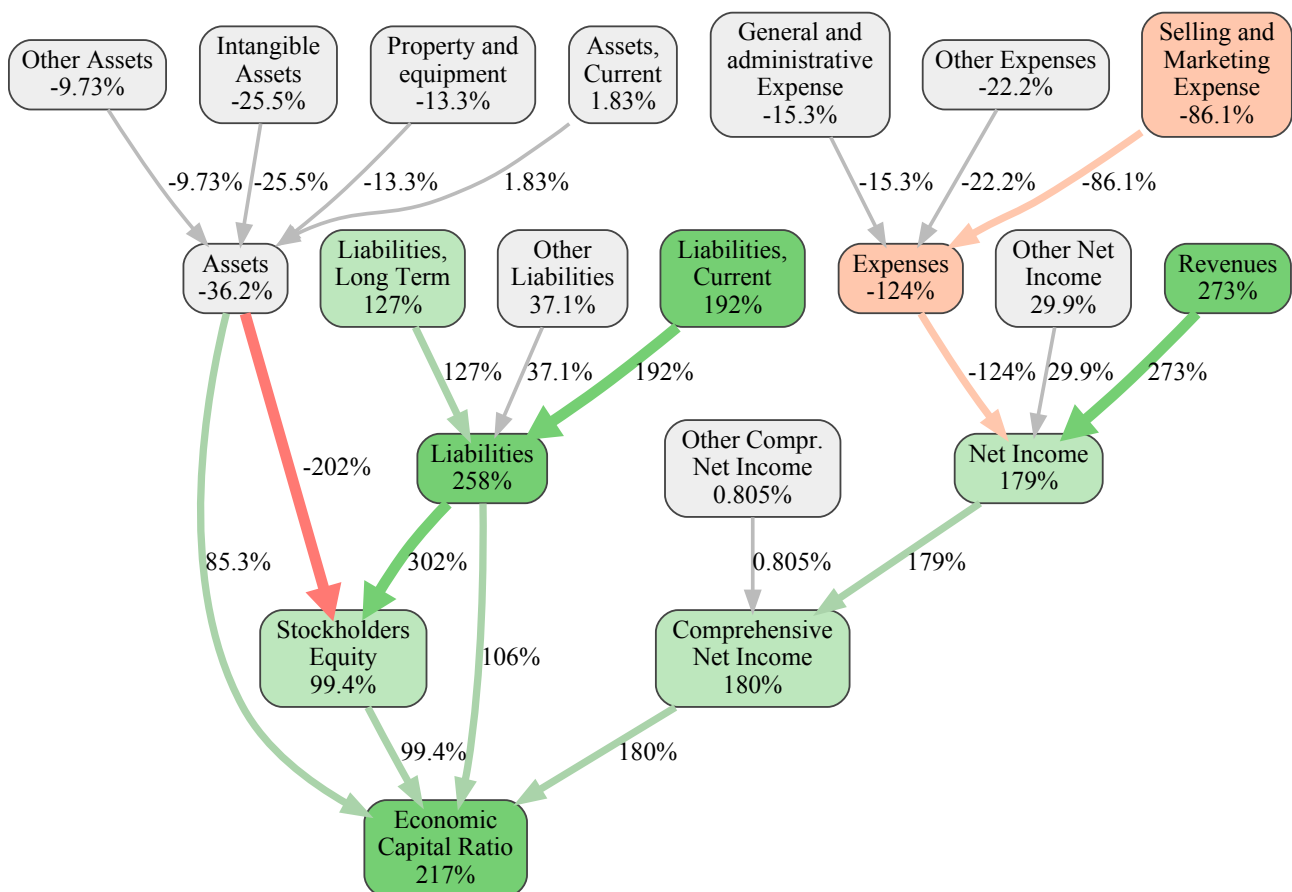 Other Assets
-9.73%
Intangible
Assets
-25.5%
Property and
equipment
-13.3%
Assets,
Current
1.83%
General and
administrative
Expense
-15.3%
Other Expenses
-22.2%
Selling and
Marketing
Expense
-86.1%
-9.73%
-25.5%
-13.3%
1.83%
-15.3%
-22.2%
-86.1%
Assets
-36.2%
Liabilities,
Long Term
127%
Other
Liabilities
37.1%
Liabilities,
Current
192%
Expenses
-124%
Other Net
Income
29.9%
Revenues
273%
127%
37.1%
192%
-124%
29.9%
273%
-202%
Liabilities
258%
Other Compr.
Net Income
0.805%
Net Income
179%
85.3%
302%
0.805%
179%
Stockholders
Equity
99.4%
106%
Comprehensive
Net Income
180%
99.4%
180%
Economic
Capital Ratio
217%